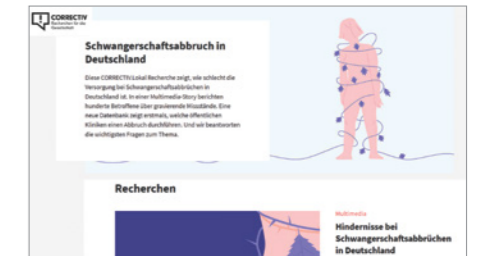 CORRECTIV
Recherchen für die
Gesellschaft
Schwangerschaftsabbruch in
Deutschland
Diese CORRECTIV.Lokal Recherche zeigt, wie schlecht die
Versorgung bei Schwangerschaftsabbrüchen in
Deutschland ist. In einer Multimedia-Story berichten
hunderte Betroffene über gravierende Missstände. Eine
neue Datenbank zeigt erstmals, welche öffentlichen
Kliniken einen Abbruch durchführen. Und wir beantworten
die wichtigsten Fragen zum Thema.
Recherchen
Multimedia
Hindernisse bei
Schwangerschaftsabbrüchen
in Deutschland